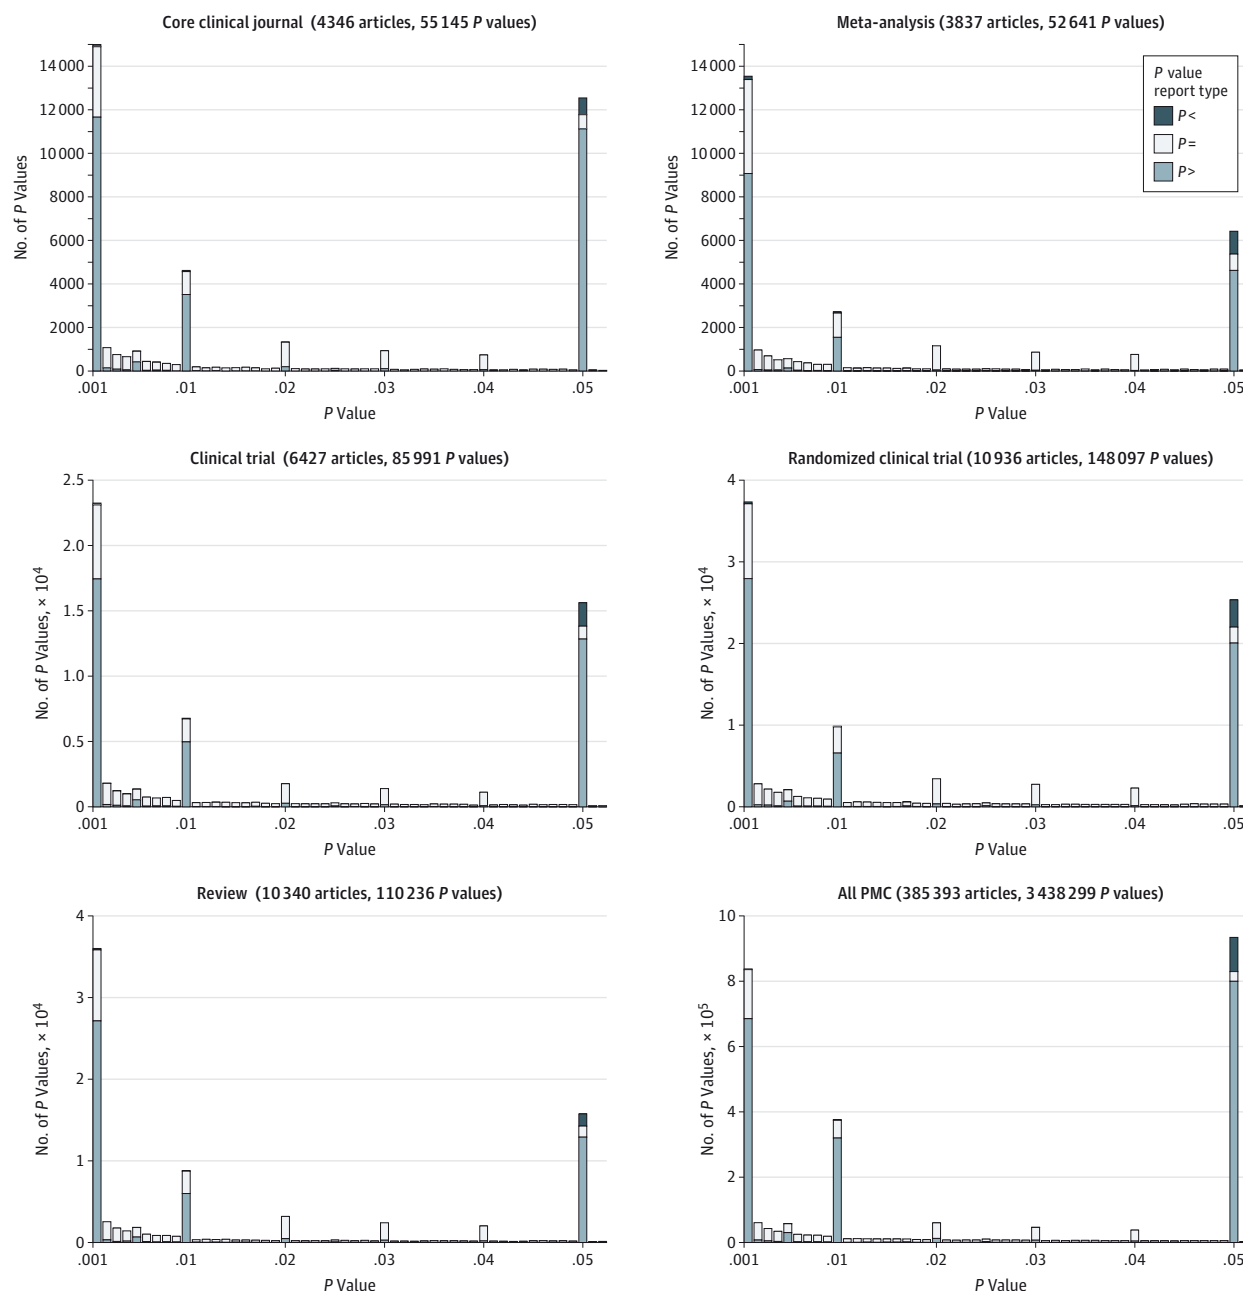 Core clinical journal (4346 articles, 55 145 P values)
No. of P Values
14 000
12 000
10 000
8000
6000
4000
2000
0
.001 .01 .02 .03 .04 .05
P Value
Meta-analysis (3837 articles, 52 641 P values)
No. of P Values
14 000
12 000
10 000
8000
6000
4000
2000
0
P value
report type
P <
P =
P >
.001 .01 .02 .03 .04 .05
P Value
Clinical trial (6427 articles, 85 991 P values)
No. of P Values, × 10⁴
2.5
2.0
1.5
1.0
0.5
0
.001 .01 .02 .03 .04 .05
P Value
Randomized clinical trial (10 936 articles, 148 097 P values)
No. of P Values, × 10⁴
4
3
2
1
0
.001 .01 .02 .03 .04 .05
P Value
Review (10 340 articles, 110 236 P values)
No. of P Values, × 10⁴
4
3
2
1
0
.001 .01 .02 .03 .04 .05
P Value
All PMC (385 393 articles, 3 438 299 P values)
No. of P Values, × 10⁵
10
8
6
4
2
0
.001 .01 .02 .03 .04 .05
P Value